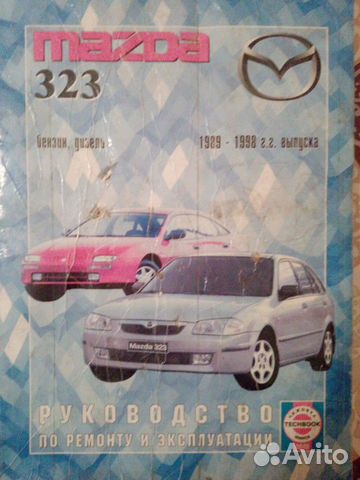 mazda
323
бензин, дизель
1989 - 1998 г.г. выпуска
Mazda 323
РУКОВОДСТВО
ПО РЕМОНТУ И ЭКСПЛУАТАЦИИ
TECHBOOK
Avito